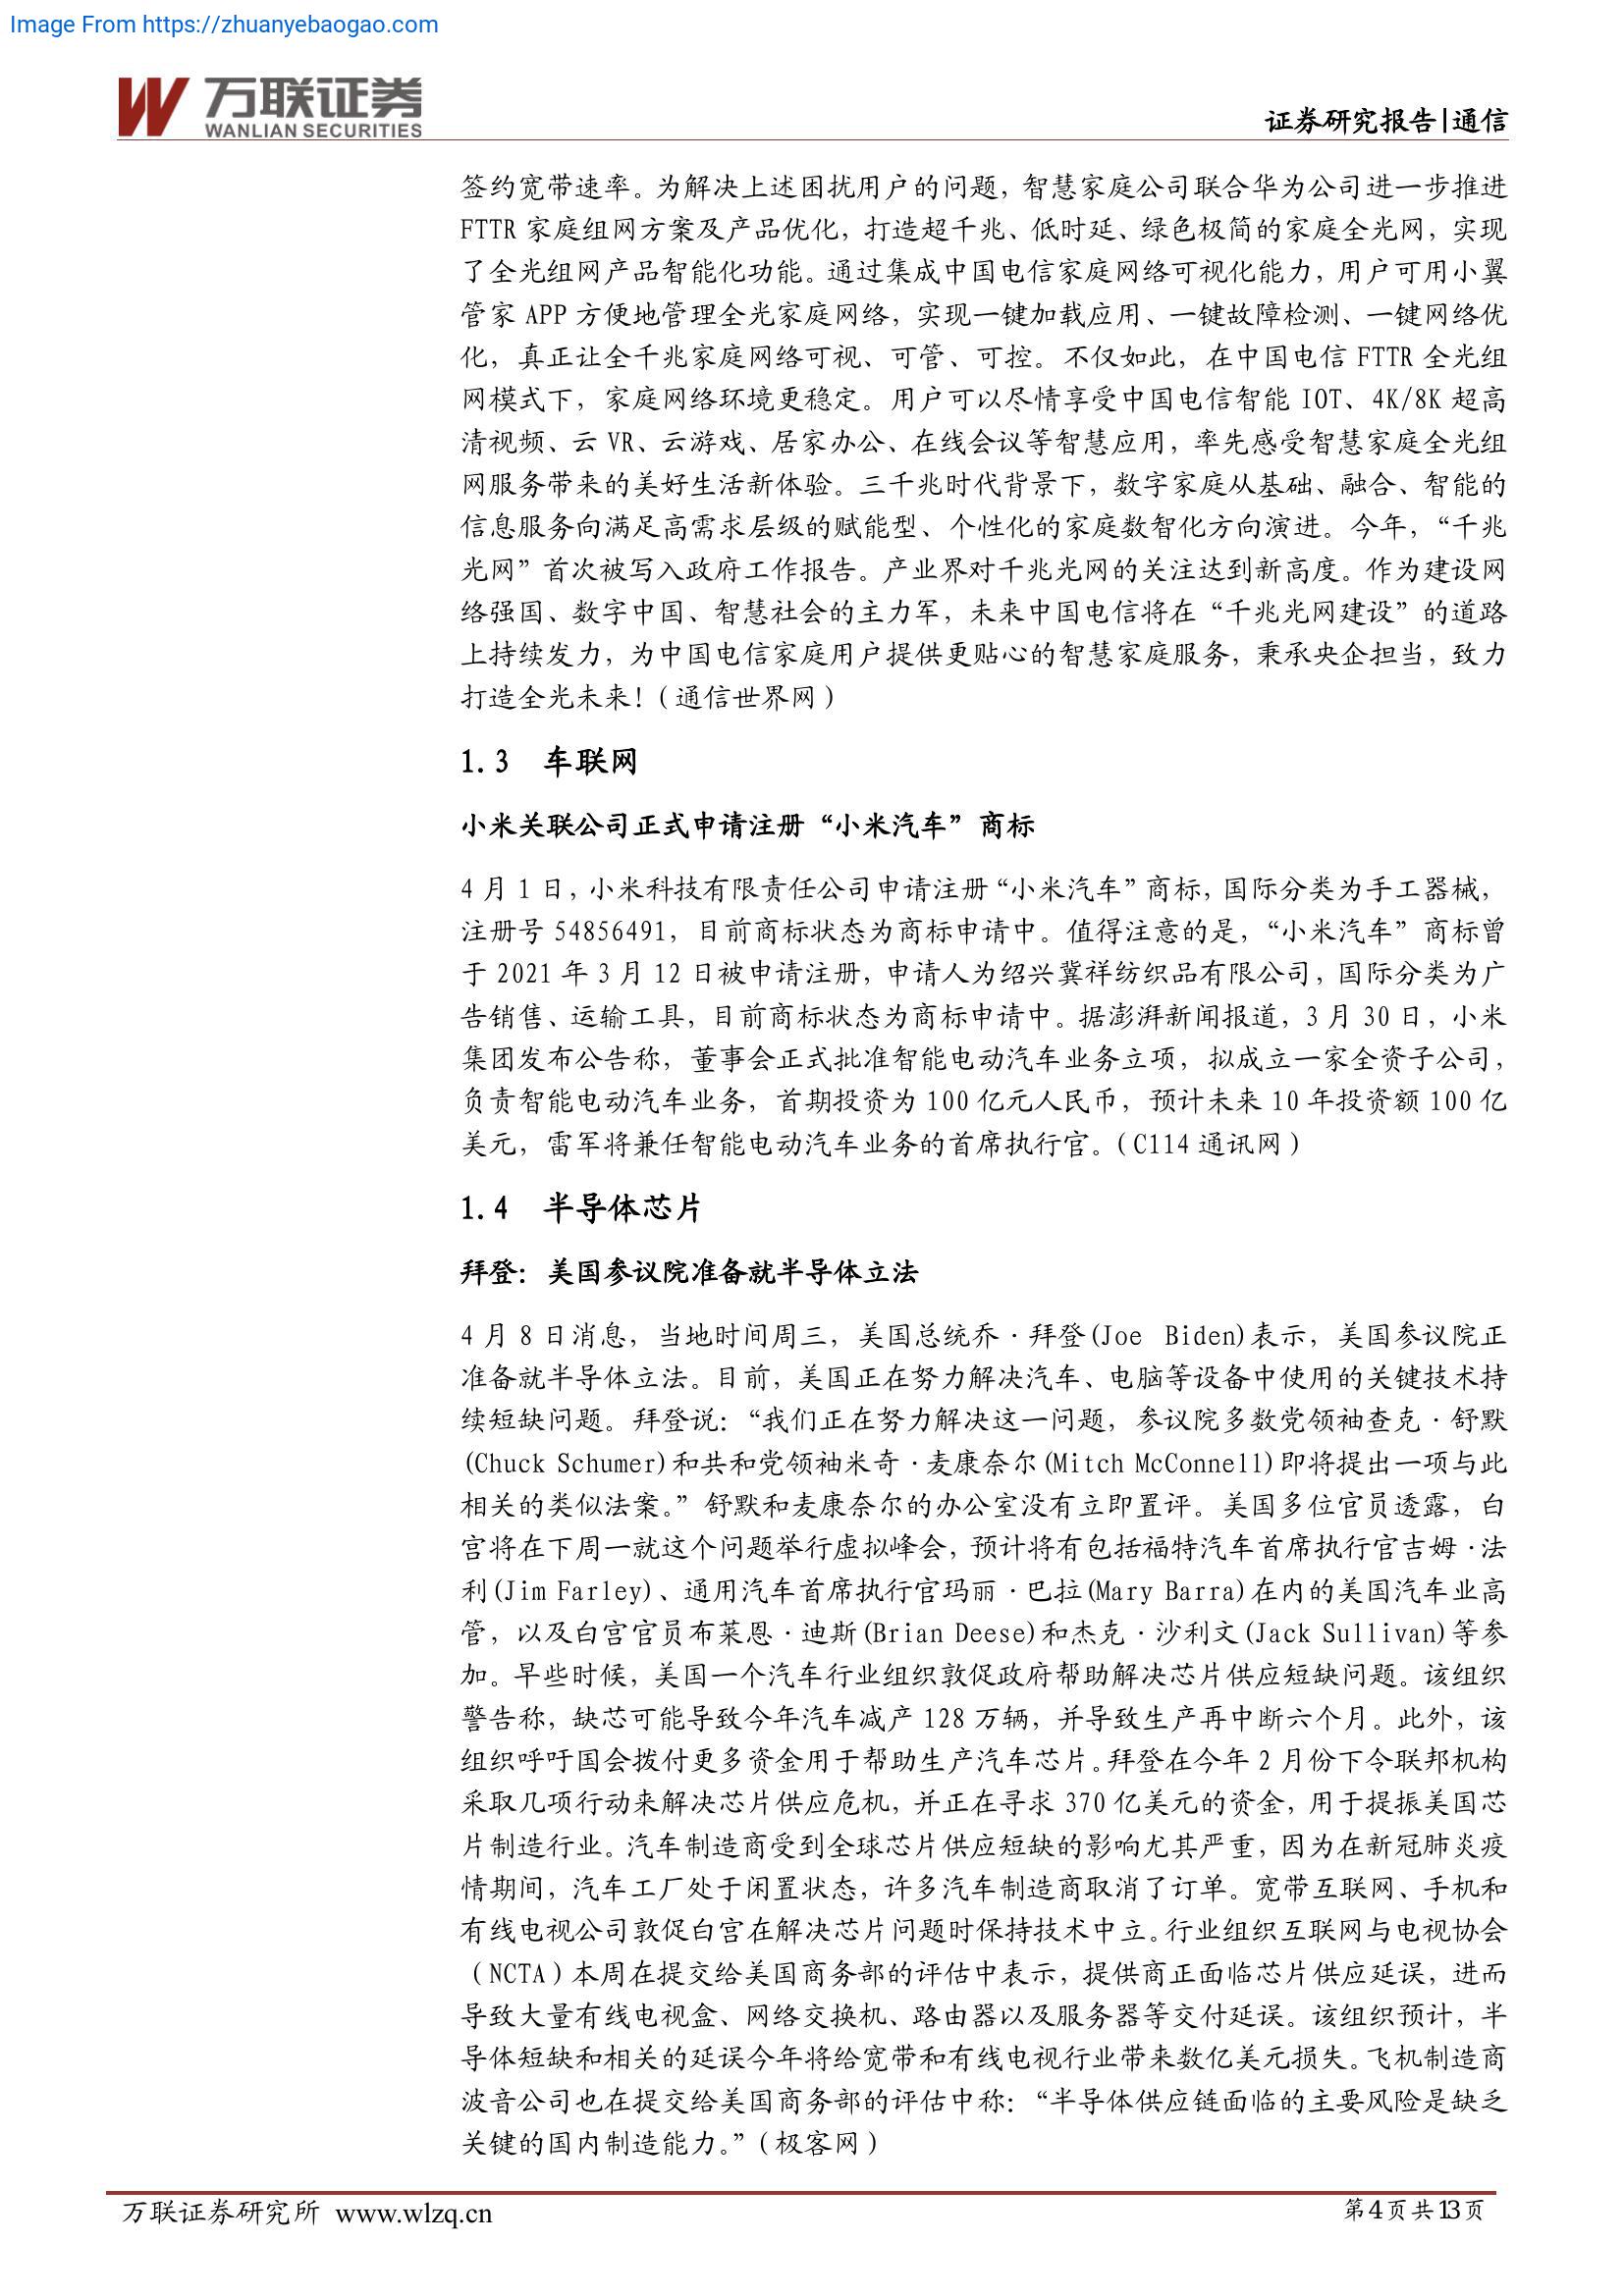 Image From https://zhuanyebaogao.com
万联证券
WANLIAN SECURITIES
证券研究报告|通信
签约宽带速率。为解决上述困扰用户的问题，智慧家庭公司联合华为公司进一步推进
FTTR 家庭组网方案及产品优化，打造超千兆、低时延、绿色极简的家庭全光网，实现
了全光组网产品智能化功能。通过集成中国电信家庭网络可视化能力，用户可用小翼
管家 APP 方便地管理全光家庭网络，实现一键加载应用、一键故障检测、一键网络优
化，真正让全千兆家庭网络可视、可管、可控。不仅如此，在中国电信 FTTR 全光组
网模式下，家庭网络环境更稳定。用户可以尽情享受中国电信智能 IOT、4K/8K 超高
清视频、云 VR、云游戏、居家办公、在线会议等智慧应用，率先感受智慧家庭全光组
网服务带来的美好生活新体验。三千兆时代背景下，数字家庭从基础、融合、智能的
信息服务向满足高需求层级的赋能型、个性化的家庭数智化方向演进。今年，“千兆
光网”首次被写入政府工作报告。产业界对千兆光网的关注达到新高度。作为建设网
络强国、数字中国、智慧社会的主力军，未来中国电信将在“千兆光网建设”的道路
上持续发力，为中国电信家庭用户提供更贴心的智慧家庭服务，秉承央企担当，致力
打造全光未来！（通信世界网）
1.3 车联网
小米关联公司正式申请注册“小米汽车”商标
4 月 1 日，小米科技有限责任公司申请注册“小米汽车”商标，国际分类为手工器械，
注册号 54856491，目前商标状态为商标申请中。值得注意的是，“小米汽车”商标曾
于 2021 年 3 月 12 日被申请注册，申请人为绍兴冀祥纺织品有限公司，国际分类为广
告销售、运输工具，目前商标状态为商标申请中。据澎湃新闻报道，3 月 30 日，小米
集团发布公告称，董事会正式批准智能电动汽车业务立项，拟成立一家全资子公司，
负责智能电动汽车业务，首期投资为 100 亿元人民币，预计未来 10 年投资额 100 亿
美元，雷军将兼任智能电动汽车业务的首席执行官。（C114 通讯网）
1.4 半导体芯片
拜登：美国参议院准备就半导体立法
4 月 8 日消息，当地时间周三，美国总统乔·拜登(Joe Biden)表示，美国参议院正
准备就半导体立法。目前，美国正在努力解决汽车、电脑等设备中使用的关键技术持
续短缺问题。拜登说：“我们正在努力解决这一问题，参议院多数党领袖查克·舒默
(Chuck Schumer)和共和党领袖米奇·麦康奈尔(Mitch McConnell)即将提出一项与此
相关的类似法案。”舒默和麦康奈尔的办公室没有立即置评。美国多位官员透露，白
宫将在下周一就这个问题举行虚拟峰会，预计将有包括福特汽车首席执行官吉姆·法
利(Jim Farley)、通用汽车首席执行官玛丽·巴拉(Mary Barra)在内的美国汽车业高
管，以及白宫官员布莱恩·迪斯(Brian Deese)和杰克·沙利文(Jack Sullivan)等参
加。早些时候，美国一个汽车行业组织敦促政府帮助解决芯片供应短缺问题。该组织
警告称，缺芯可能导致今年汽车减产 128 万辆，并导致生产再中断六个月。此外，该
组织呼吁国会拨付更多资金用于帮助生产汽车芯片。拜登在今年 2 月份下令联邦机构
采取几项行动来解决芯片供应危机，并正在寻求 370 亿美元的资金，用于提振美国芯
片制造行业。汽车制造商受到全球芯片供应短缺的影响尤其严重，因为在新冠肺炎疫
情期间，汽车工厂处于闲置状态，许多汽车制造商取消了订单。宽带互联网、手机和
有线电视公司敦促白宫在解决芯片问题时保持技术中立。行业组织互联网与电视协会
（NCTA）本周在提交给美国商务部的评估中表示，提供商正面临芯片供应延误，进而
导致大量有线电视盒、网络交换机、路由器以及服务器等交付延误。该组织预计，半
导体短缺和相关的延误今年将给宽带和有线电视行业带来数亿美元损失。飞机制造商
波音公司也在提交给美国商务部的评估中称：“半导体供应链面临的主要风险是缺乏
关键的国内制造能力。”（极客网）
万联证券研究所 www.wlzq.cn
第4页共13页